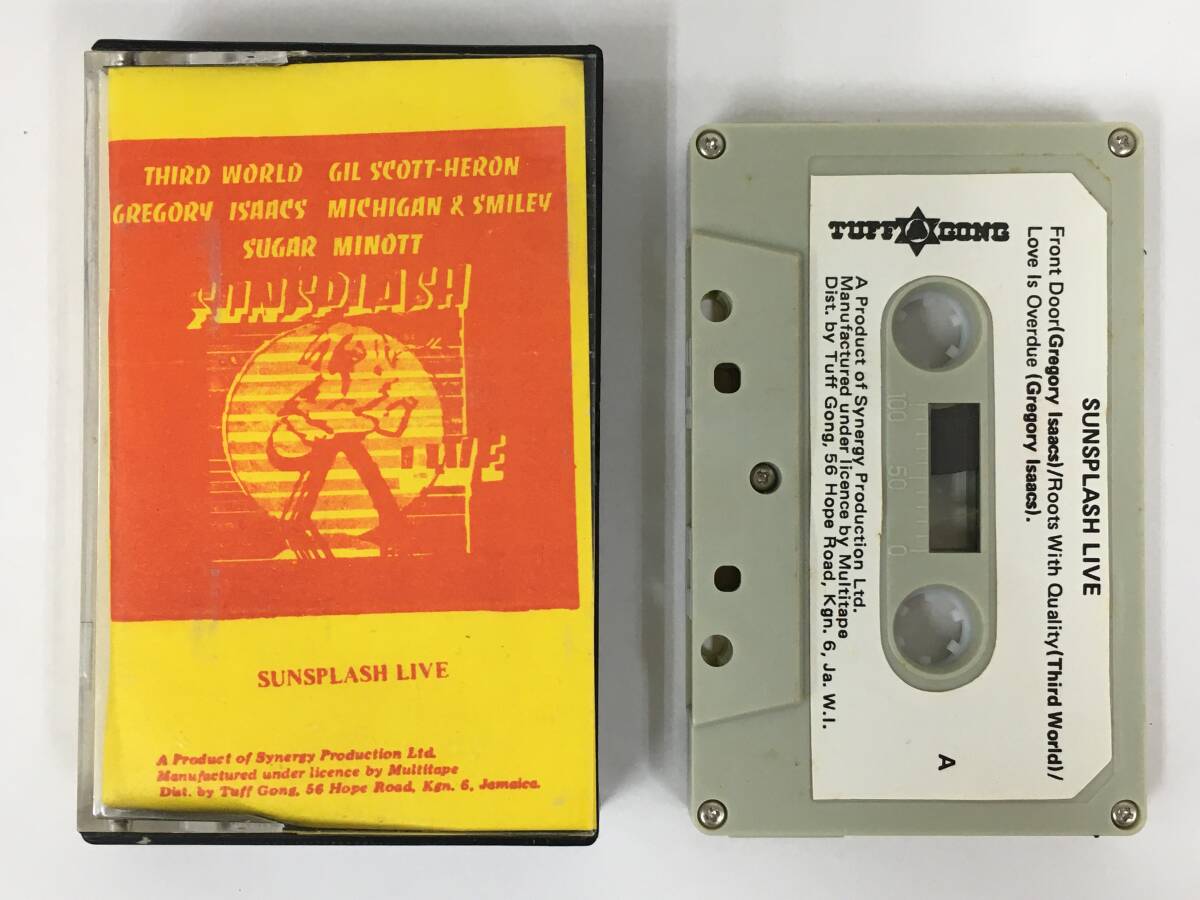 THIRD WORLD GIL SCOTT-HERON
GREGORY ISAACS MICHIGAN & SMILEY
SUGAR MINOTT
SUNSPLASH
LIVE
SUNSPLASH LIVE
A Product of Synergy Production Ltd.
Manufactured under licence by Multitape
Dist. by Tuff Gong, 56 Hope Road, Kgn. 6, Jamaica.
SUNSPLASH LIVE
Front Door(Gregory Isaacs)/Roots With Quality(Third World)/
Love Is Overdue (Gregory Isaacs).
A
100 50 0
TUFF GONG
A Product of Synergy Production Ltd.
Manufactured under licence by Multitape
Dist. by Tuff Gong, 56 Hope Road, Kgn. 6, Ja. W.I.